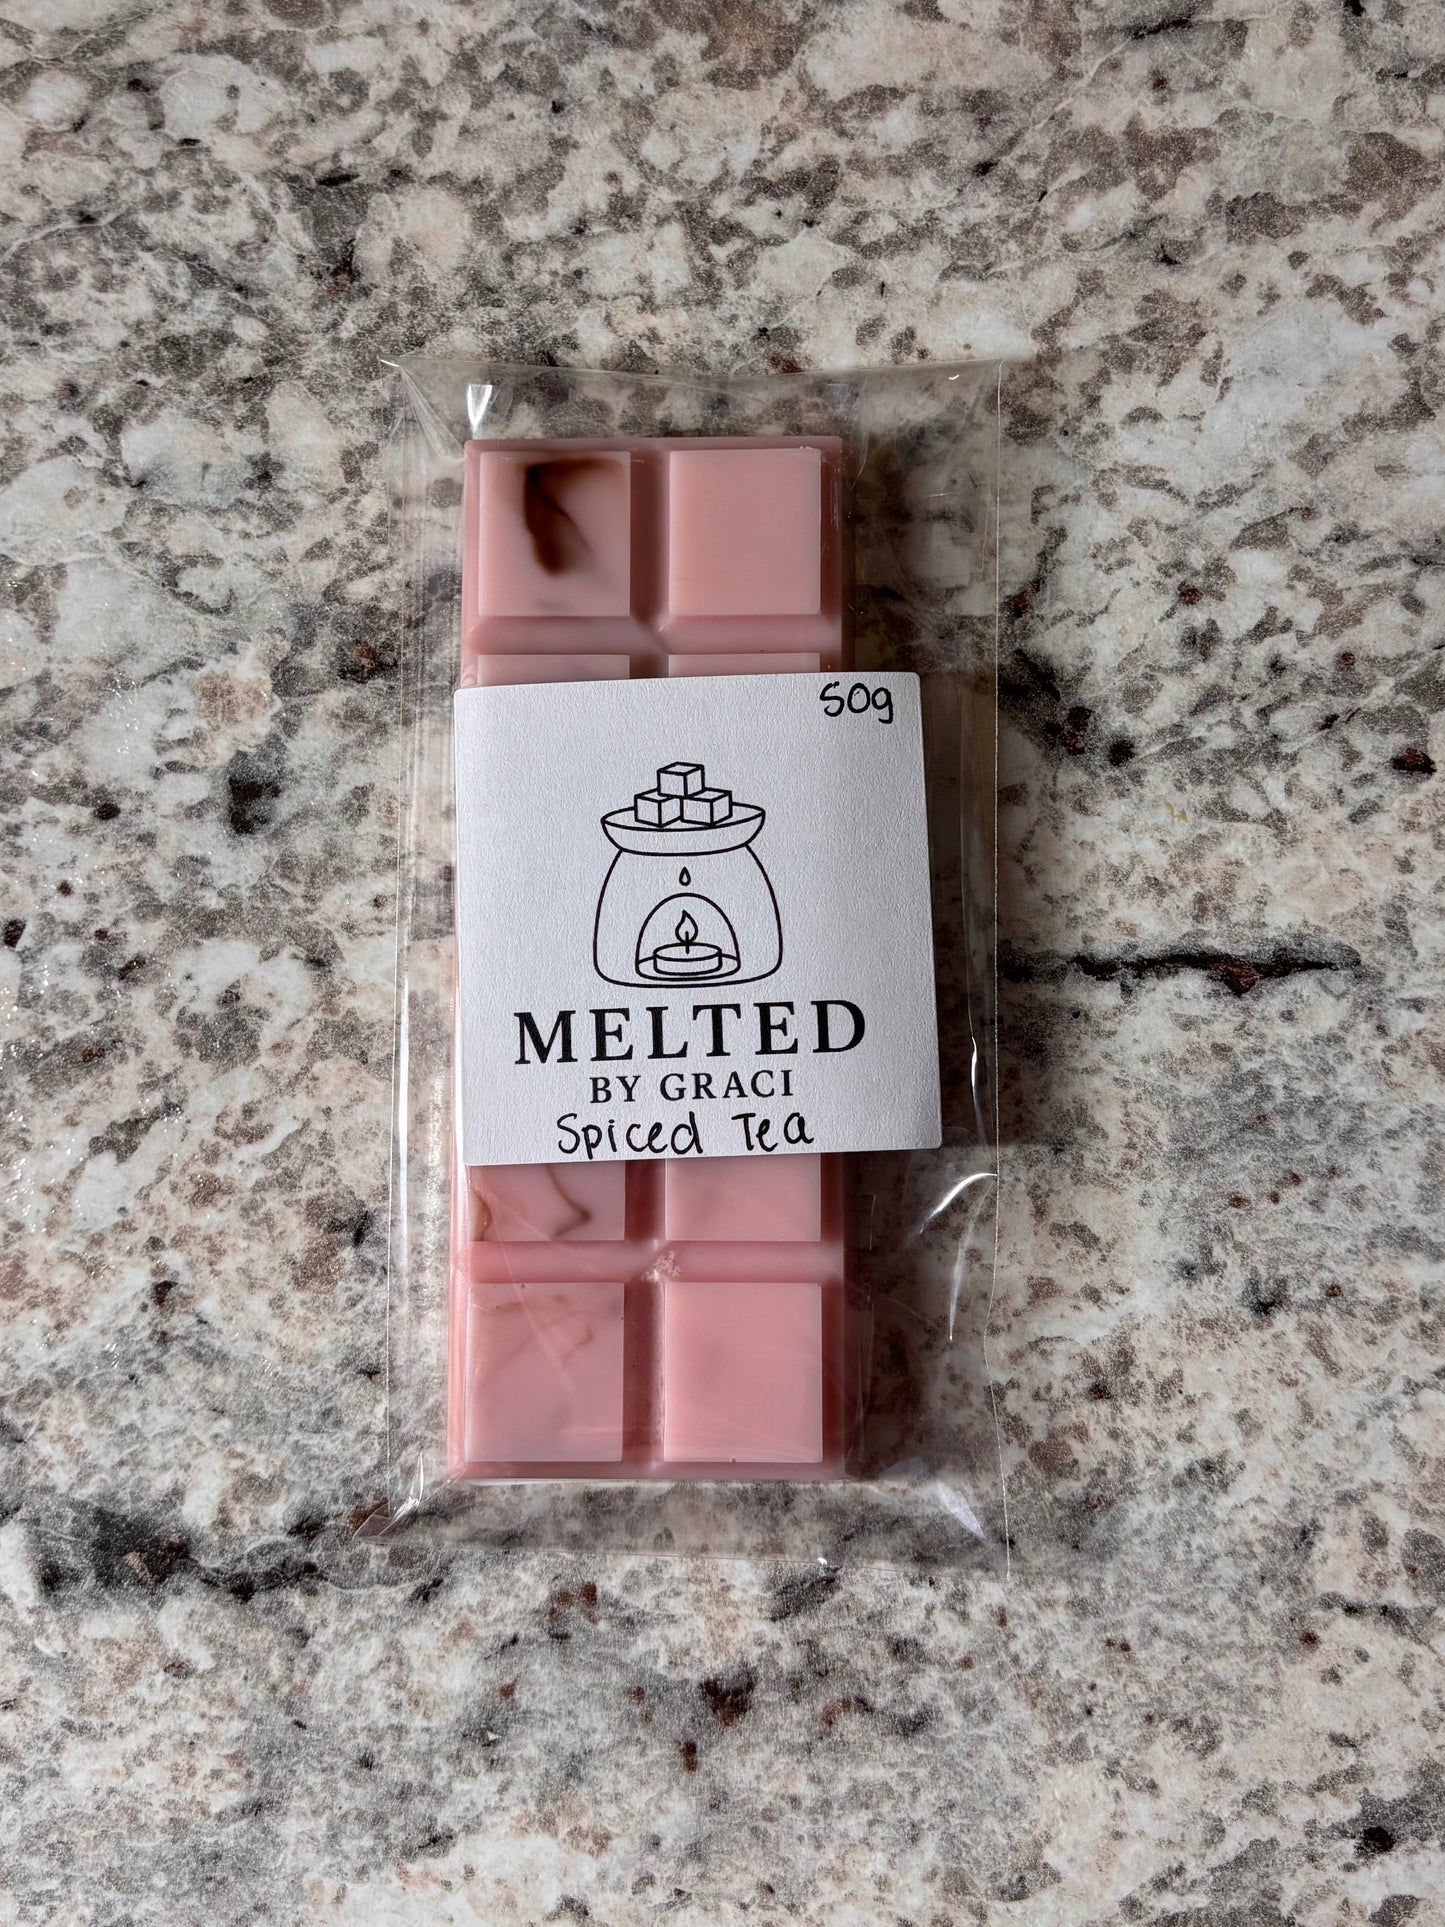 50g
MELTED
BY GRACI
Spiced Tea